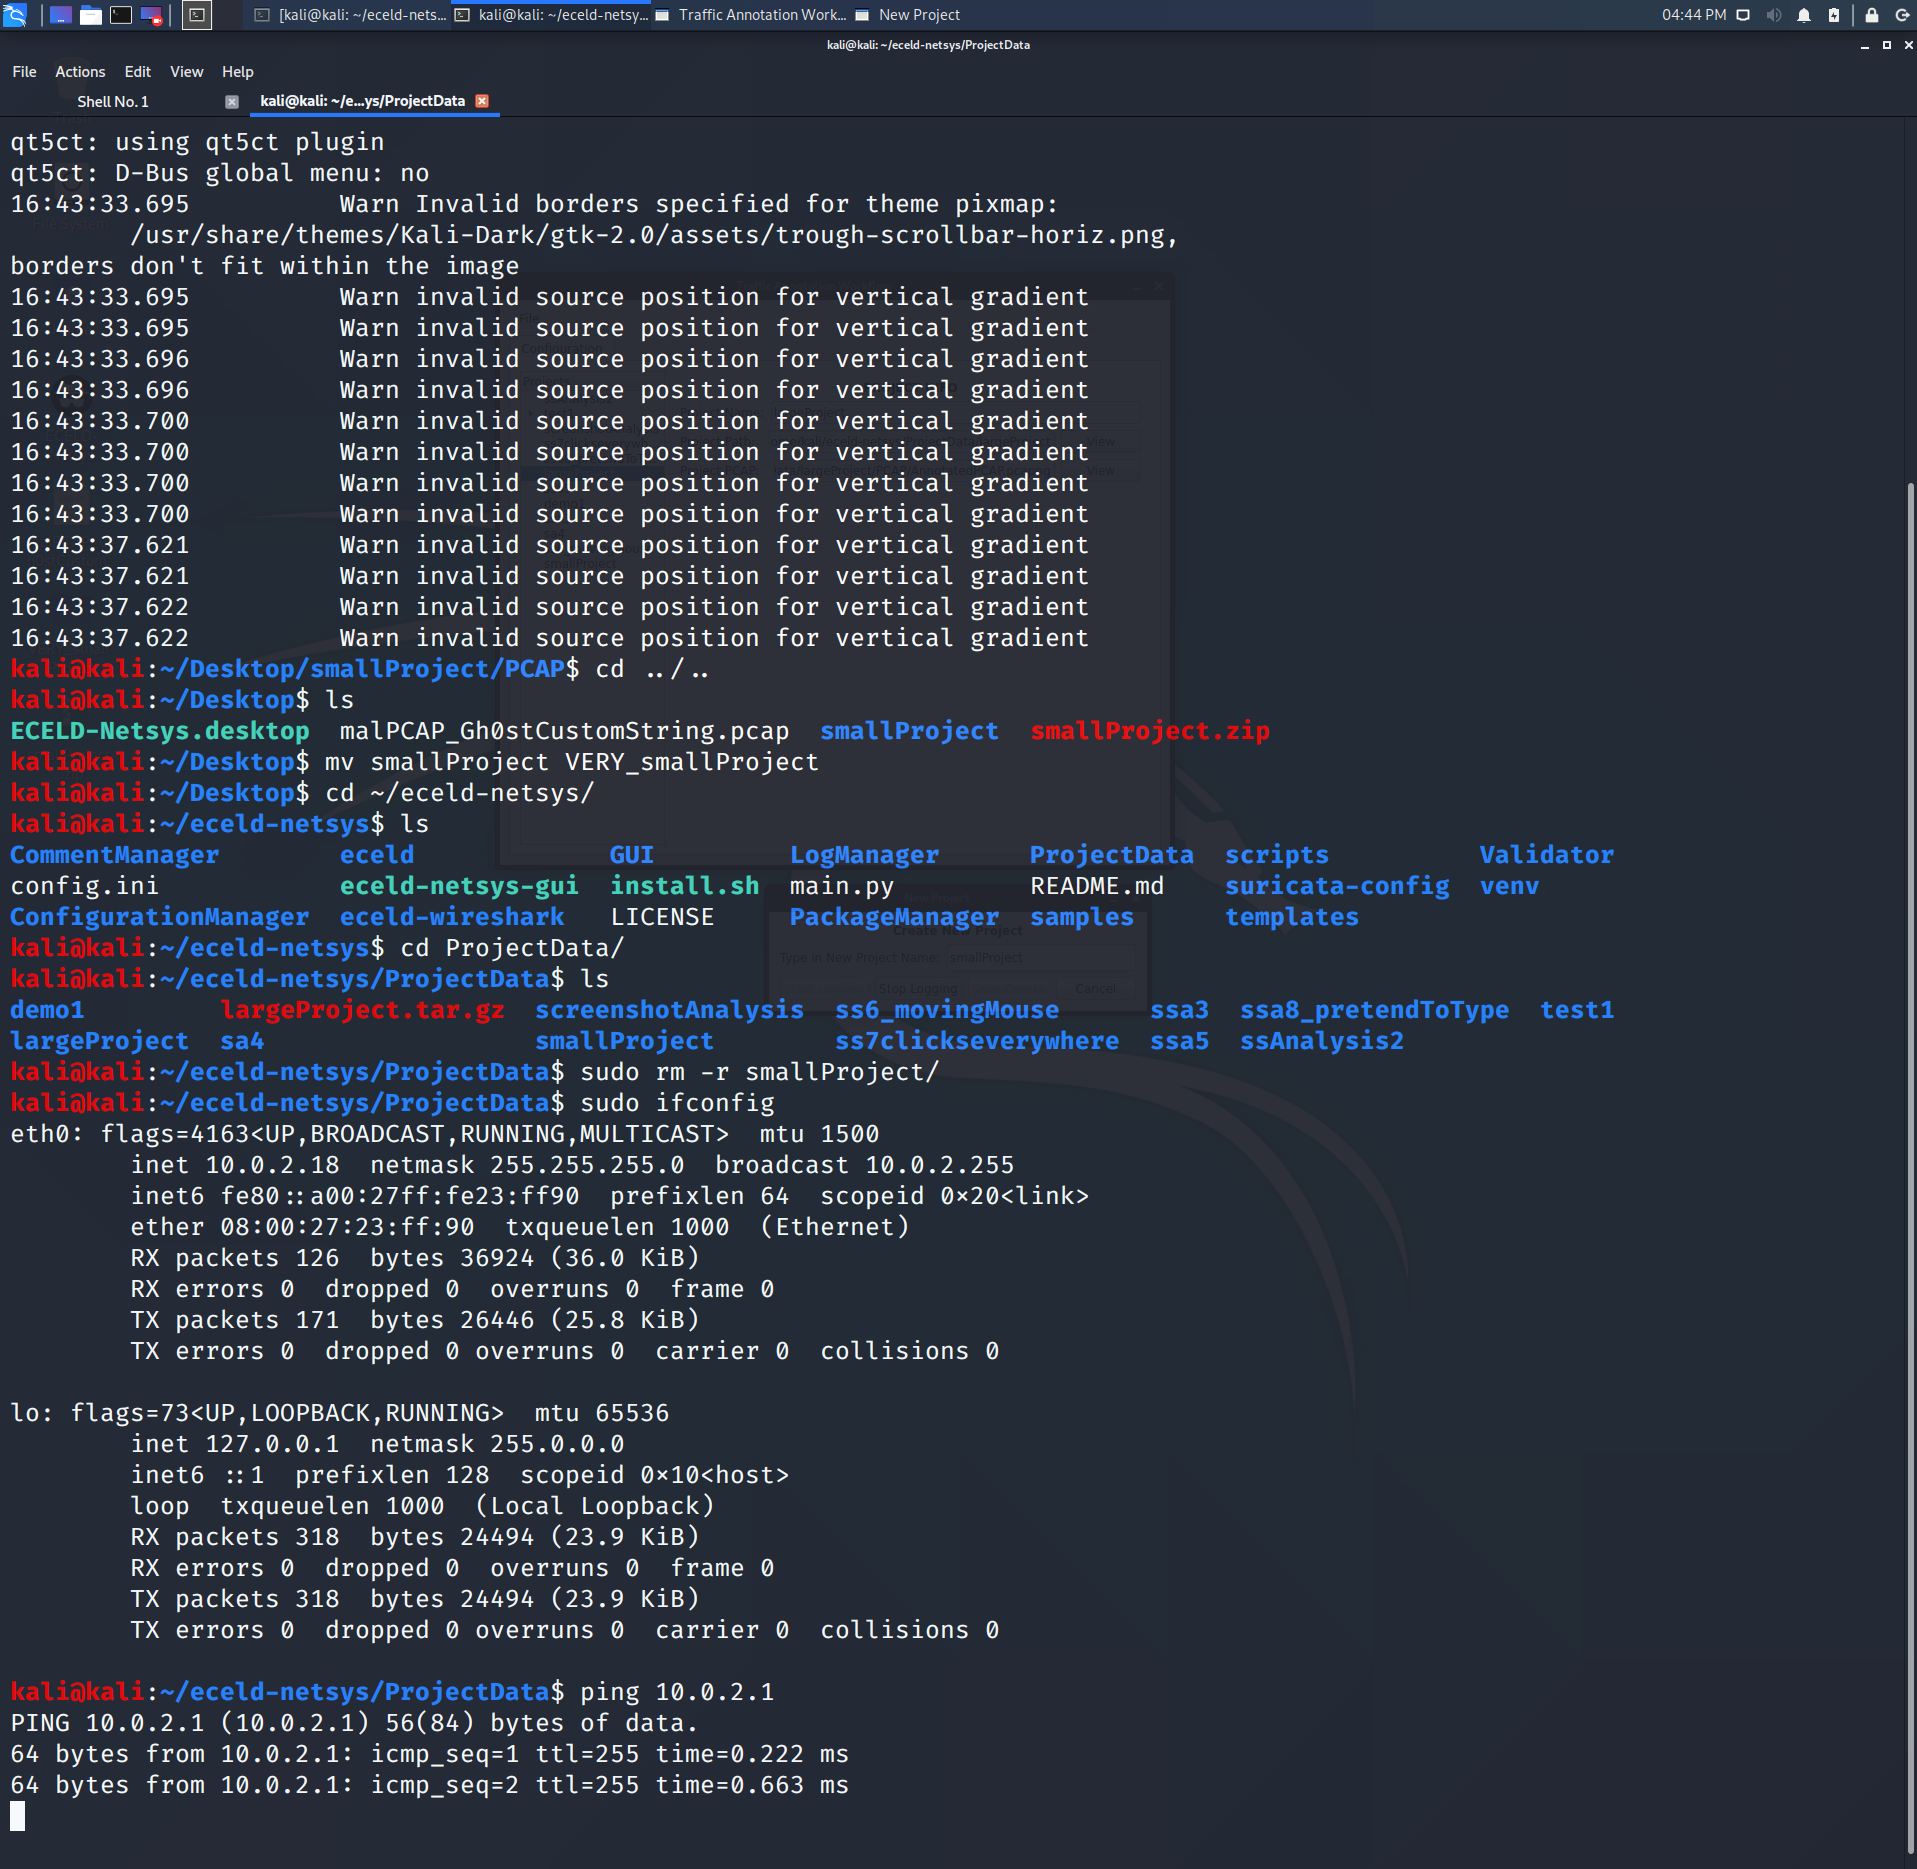 [kali@kali: ~/eceld-nets... kali@kali: ~/eceld-netsy... Traffic Annotation Work... New Project 04:44 PM
kali@kali: ~/eceld-netsys/ProjectData
File Actions Edit View Help
Shell No. 1 kali@kali: ~/e...ys/ProjectData
qt5ct: using qt5ct plugin
qt5ct: D-Bus global menu: no
16:43:33.695 Warn Invalid borders specified for theme pixmap:
/usr/share/themes/Kali-Dark/gtk-2.0/assets/trough-scrollbar-horiz.png,
borders don't fit within the image
16:43:33.695 Warn invalid source position for vertical gradient
16:43:33.695 Warn invalid source position for vertical gradient
16:43:33.696 Warn invalid source position for vertical gradient
16:43:33.696 Warn invalid source position for vertical gradient
16:43:33.700 Warn invalid source position for vertical gradient
16:43:33.700 Warn invalid source position for vertical gradient
16:43:33.700 Warn invalid source position for vertical gradient
16:43:33.700 Warn invalid source position for vertical gradient
16:43:37.621 Warn invalid source position for vertical gradient
16:43:37.621 Warn invalid source position for vertical gradient
16:43:37.622 Warn invalid source position for vertical gradient
16:43:37.622 Warn invalid source position for vertical gradient
kali@kali:~/Desktop/smallProject/PCAP$ cd ../..
kali@kali:~/Desktop$ ls
ECELD-Netsys.desktop malPCAP_Gh0stCustomString.pcap smallProject smallProject.zip
kali@kali:~/Desktop$ mv smallProject VERY_smallProject
kali@kali:~/Desktop$ cd ~/eceld-netsys/
kali@kali:~/eceld-netsys$ ls
CommentManager eceld GUI LogManager ProjectData scripts Validator
config.ini eceld-netsys-gui install.sh main.py README.md suricata-config venv
ConfigurationManager eceld-wireshark LICENSE PackageManager samples templates
kali@kali:~/eceld-netsys$ cd ProjectData/
Create New Project
Type in New Project Name: smallProject
kali@kali:~/eceld-netsys/ProjectData$ ls
Stop Logging Cancel
demo1 largeProject.tar.gz screenshotAnalysis ss6_movingMouse ssa3 ssa8_pretendToType test1
largeProject sa4 smallProject ss7clickseverywhere ssa5 ssAnalysis2
kali@kali:~/eceld-netsys/ProjectData$ sudo rm -r smallProject/
kali@kali:~/eceld-netsys/ProjectData$ sudo ifconfig
eth0: flags=4163<UP,BROADCAST,RUNNING,MULTICAST> mtu 1500
inet 10.0.2.18 netmask 255.255.255.0 broadcast 10.0.2.255
inet6 fe80::a00:27ff:fe23:ff90 prefixlen 64 scopeid 0×20<link>
ether 08:00:27:23:ff:90 txqueuelen 1000 (Ethernet)
RX packets 126 bytes 36924 (36.0 KiB)
RX errors 0 dropped 0 overruns 0 frame 0
TX packets 171 bytes 26446 (25.8 KiB)
TX errors 0 dropped 0 overruns 0 carrier 0 collisions 0
lo: flags=73<UP,LOOPBACK,RUNNING> mtu 65536
inet 127.0.0.1 netmask 255.0.0.0
inet6 ::1 prefixlen 128 scopeid 0×10<host>
loop txqueuelen 1000 (Local Loopback)
RX packets 318 bytes 24494 (23.9 KiB)
RX errors 0 dropped 0 overruns 0 frame 0
TX packets 318 bytes 24494 (23.9 KiB)
TX errors 0 dropped 0 overruns 0 carrier 0 collisions 0
kali@kali:~/eceld-netsys/ProjectData$ ping 10.0.2.1
PING 10.0.2.1 (10.0.2.1) 56(84) bytes of data.
64 bytes from 10.0.2.1: icmp_seq=1 ttl=255 time=0.222 ms
64 bytes from 10.0.2.1: icmp_seq=2 ttl=255 time=0.663 ms